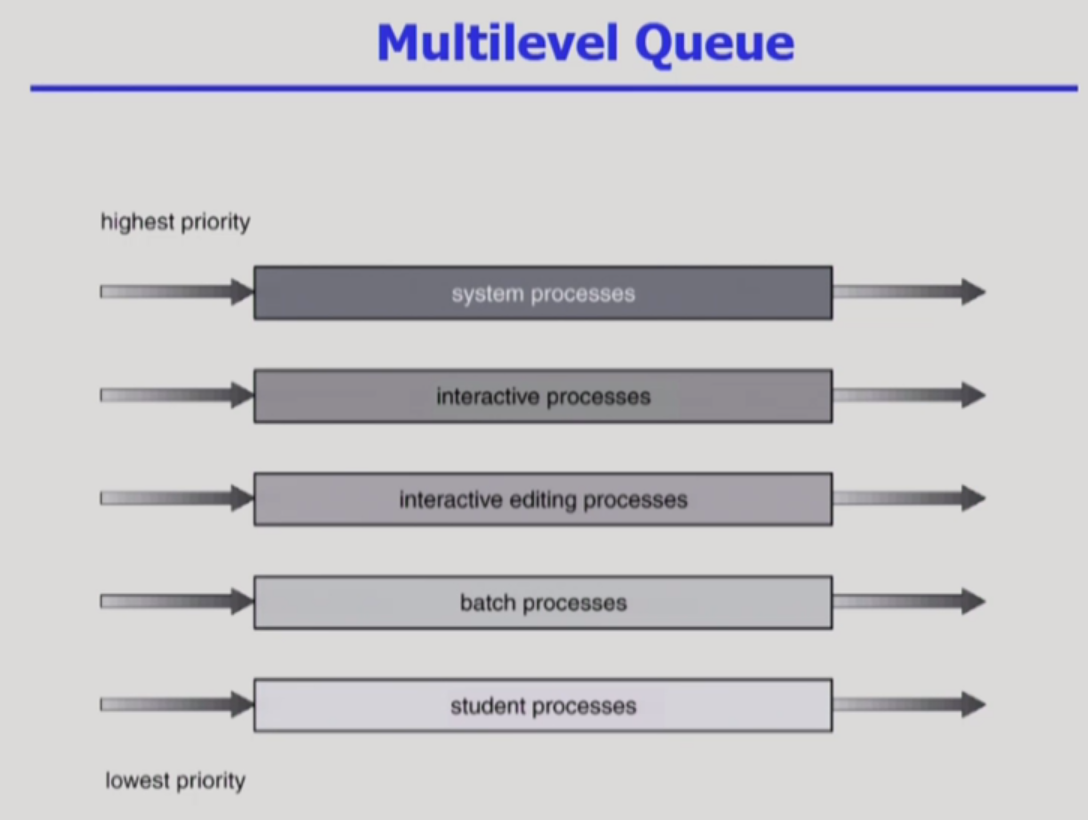 Multilevel Queue
highest priority
system processes
interactive processes
interactive editing processes
batch processes
student processes
lowest priority